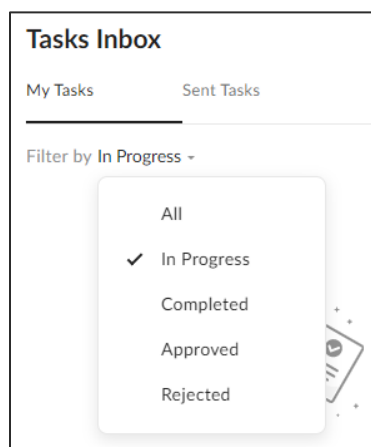 Tasks Inbox
My Tasks Sent Tasks
Filter by In Progress
All
In Progress
Completed
Approved
Rejected